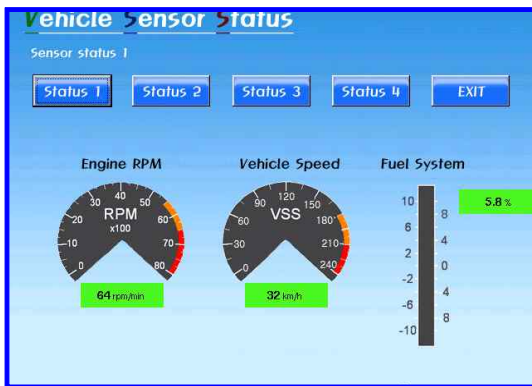 Vehicle Sensor Status
Sensor status 1
Status 1 Status 2 Status 3 Status 4 EXIT
Engine RPM Vehicle Speed Fuel System
0 10 20 30 40 50 60 70 80
RPM
x100
64 rpm/min
0 30 60 90 120 150 180 210 240
VSS
32 km/h
10 6 2 -2 -6 -10
8 4 0 4 8
5.8 %